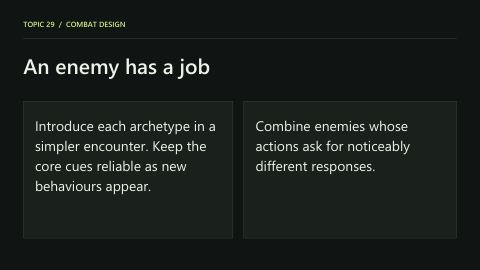 TOPIC 29 / COMBAT DESIGN
An enemy has a job
Introduce each archetype in a
simpler encounter. Keep the
core cues reliable as new
behaviours appear.
Combine enemies whose
actions ask for noticeably
different responses.